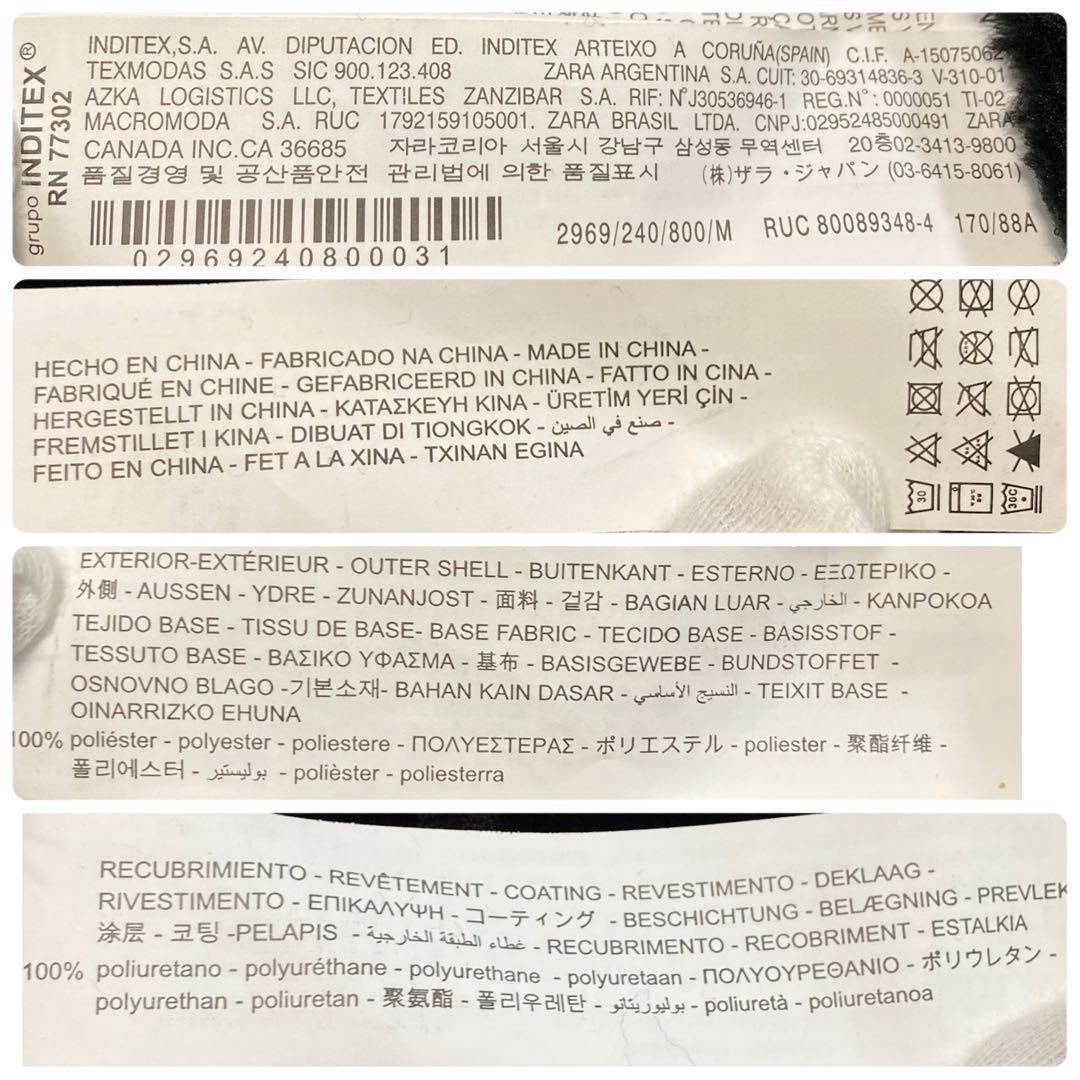 grupo INDITEX®
RN 77302
INDITEX,S.A. AV. DIPUTACION ED. INDITEX ARTEIXO A CORUÑA(SPAIN) C.I.F. A-15075062
TEXMODAS S.A.S SIC 900.123.408 ZARA ARGENTINA S.A. CUIT: 30-69314836-3 V-310-01
AZKA LOGISTICS LLC, TEXTILES ZANZIBAR S.A. RIF: N°J30536946-1 REG.N°: 0000051 TI-02
MACROMODA S.A. RUC 1792159105001. ZARA BRASIL LTDA. CNPJ:02952485000491 ZARA
CANADA INC.CA 36685 자라코리아 서울시 강남구 삼성동 무역센터 20층02-3413-9800
품질경영 및 공산품안전 관리법에 의한 품질표시 (株)ザラ・ジャパン (03-6415-8061)
02969240800031
2969/240/800/M RUC 80089348-4 170/88A
HECHO EN CHINA - FABRICADO NA CHINA - MADE IN CHINA -
FABRIQUÉ EN CHINE - GEFABRICEERD IN CHINA - FATTO IN CINA -
HERGESTELLT IN CHINA - ΚΑΤΑΣΚΕΥΗ ΚΙΝΑ - ÜRETİM YERİ ÇİN -
FREMSTILLET I KINA - DIBUAT DI TIONGKOK - صنع في الصين -
FEITO EN CHINA - FET A LA XINA - TXINAN EGINA
30
30C
EXTERIOR-EXTÉRIEUR - OUTER SHELL - BUITENKANT - ESTERNO - ΕΞΩΤΕΡΙΚΟ -
外側 - AUSSEN - YDRE - ZUNANJOST - 面料 - 겉감 - BAGIAN LUAR - الخارجي - KANPOKOA
TEJIDO BASE - TISSU DE BASE- BASE FABRIC - TECIDO BASE - BASISSTOF -
TESSUTO BASE - ΒΑΣΙΚΟ ΥΦΑΣΜΑ - 基布 - BASISGEWEBE - BUNDSTOFFET -
OSNOVNO BLAGO -기본소재- BAHAN KAIN DASAR - النسيج الأساسي - TEIXIT BASE -
OINARRIZKO EHUNA
100% poliéster - polyester - poliestere - ΠΟΛΥΕΣΤΕΡΑΣ - ポリエステル - poliester - 聚酯纤维 -
폴리에스터 - بوليستير - polièster - poliesterra
RECUBRIMIENTO - REVÊTEMENT - COATING - REVESTIMENTO - DEKLAAG -
RIVESTIMENTO - ΕΠΙΚΑΛΥΨΗ - コーティング - BESCHICHTUNG - BELÆGNING - PREVLEK
涂层 - 코팅 -PELAPIS - غطاء الطبقة الخارجية - RECUBRIMENTO - RECOBRIMENT - ESTALKIA
100% poliuretano - polyuréthane - polyurethane - polyuretaan - ΠΟΛΥΟΥΡΕΘΑΝΙΟ - ポリウレタン -
polyurethan - poliuretan - 聚氨酯 - 폴리우레탄 - بوليوريتانو - poliuretà - poliuretanoa